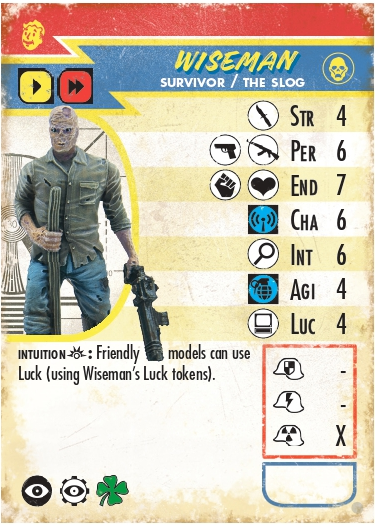 WISEMAN
SURVIVOR / THE SLOG
STR 4
PER 6
END 7
CHA 6
INT 6
AGI 4
LUC 4
INTUITION : Friendly models can use
Luck (using Wiseman's Luck tokens).
-
-
X